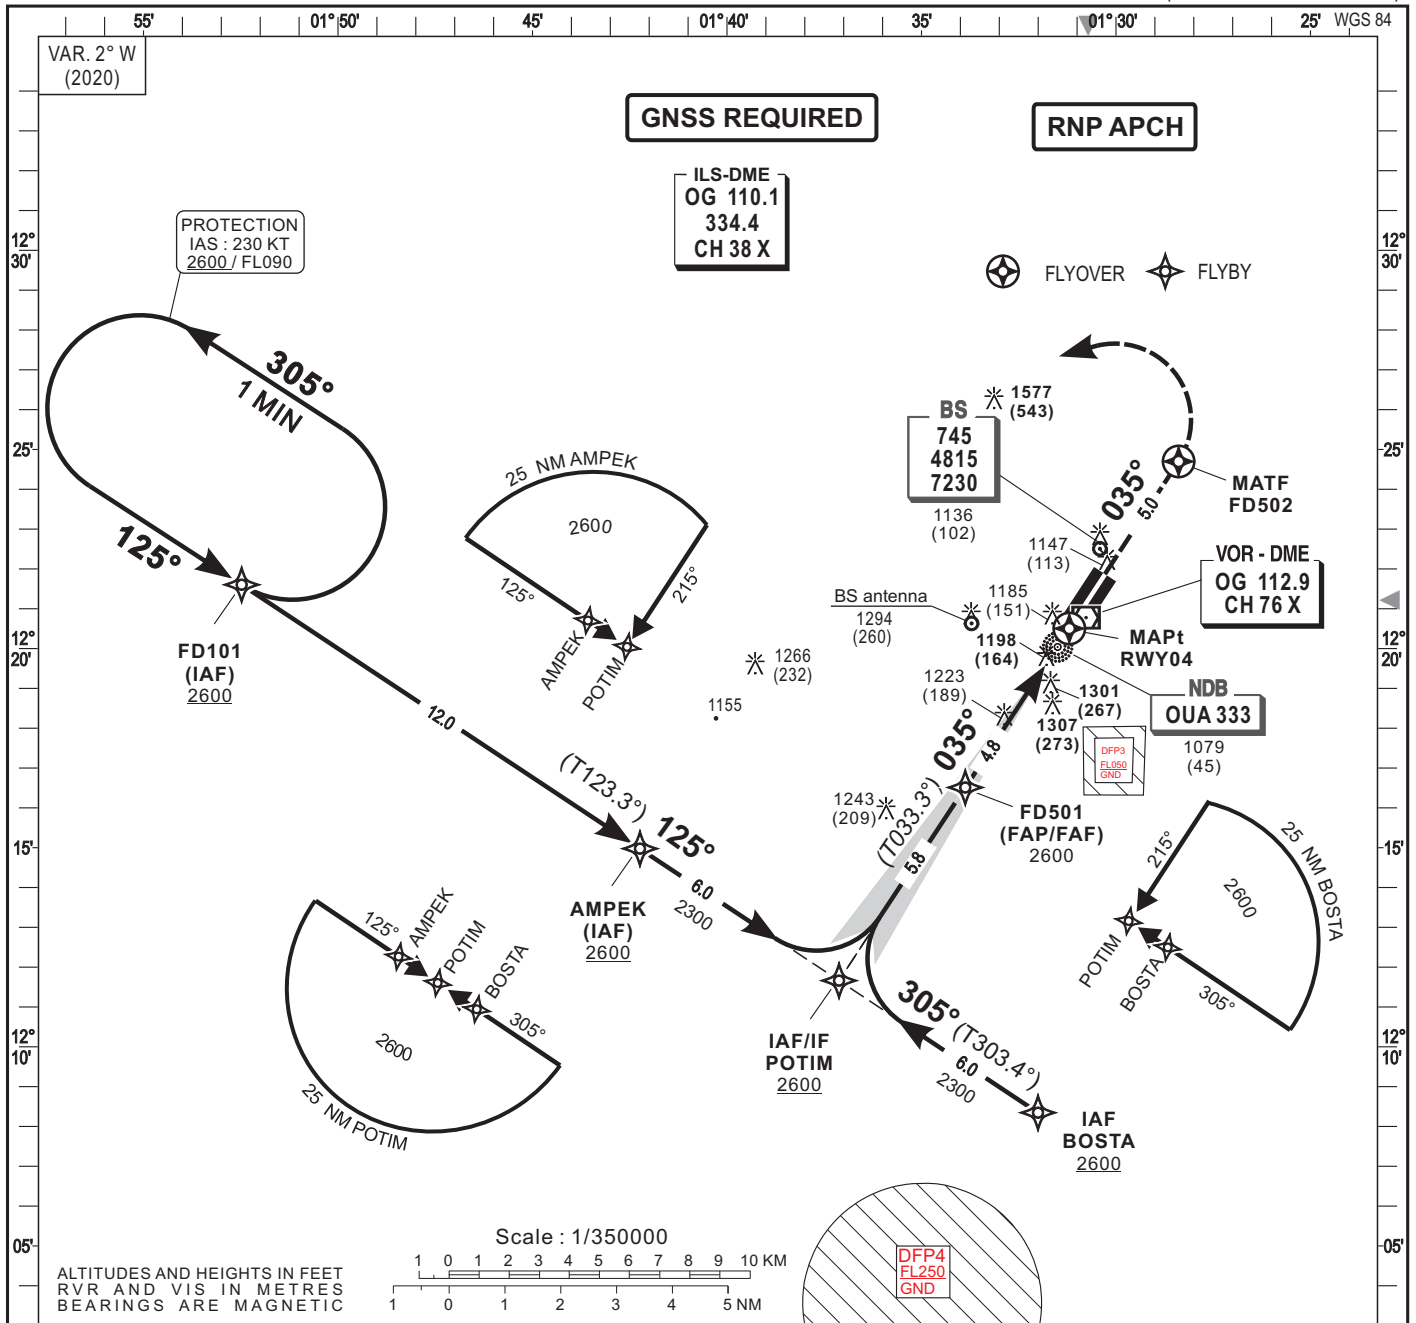 55'
01° 50'
45'
01° 40'
35'
01° 30'
25'
WGS 84
VAR. 2° W
(2020)
GNSS REQUIRED
RNP APCH
ILS-DME
OG 110.1
334.4
CH 38 X
PROTECTION
IAS : 230 KT
2600 / FL090
12°
30'
12°
30'
FLYOVER
FLYBY
305°
1 MIN
125°
1577
(543)
BS
745
4815
7230
1136
(102)
25'
25'
25 NM AMPEK
2600
125°
215°
AMPEK
POTIM
035°
5.0
MATF
FD502
1147
(113)
VOR - DME
OG 112.9
CH 76 X
BS antenna
1294
(260)
1185
(151)
MAPt
RWY04
12°
20'
12°
20'
FD101
(IAF)
2600
1198
(164)
1266
(232)
1155
1223
(189)
1301
(267)
1307
(273)
NDB
OUA 333
1079
(45)
DFP3
FL050
GND
12.0
(T123.3°)
035°
4.8
(T033.3°)
1243
(209)
FD501
(FAP/FAF)
2600
15'
15'
125°
5.8
215°
25 NM BOSTA
2600
POTIM
BOSTA
305°
AMPEK
(IAF)
2600
6.0
2300
125°
AMPEK
POTIM
BOSTA
305°
2600
25 NM POTIM
12°
10'
12°
10'
IAF/IF
POTIM
2600
305° (T303.4°)
6.0
2300
IAF
BOSTA
2600
05'
05'
Scale : 1/350000
1 0 1 2 3 4 5 6 7 8 9 10 KM
1 0 1 2 3 4 5 NM
ALTITUDES AND HEIGHTS IN FEET
RVR AND VIS IN METRES
BEARINGS ARE MAGNETIC
DFP4
FL250
GND